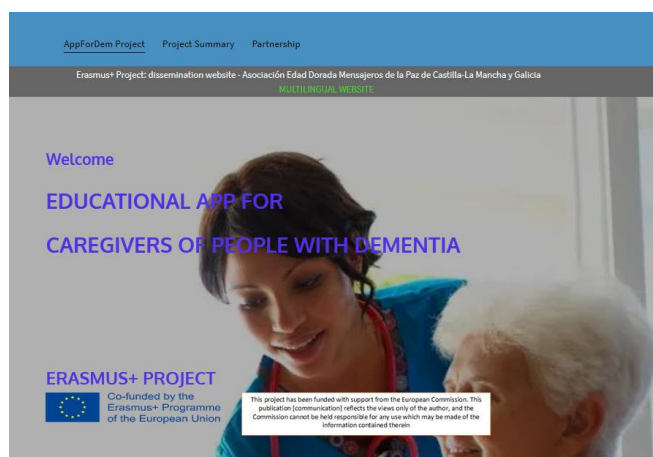 AppForDem Project Project Summary Partnership
Erasmus+ Project: dissemination website - Asociación Edad Dorada Mensajeros de la Paz de Castilla-La Mancha y Galicia
MULTILINGUAL WEBSITE
Welcome
EDUCATIONAL APP FOR
CAREGIVERS OF PEOPLE WITH DEMENTIA
ERASMUS+ PROJECT
Co-funded by the
Erasmus+ Programme
of the European Union
This project has been funded with support from the European Commission. This
publication [communication] reflects the views only of the author, and the
Commission cannot be held responsible for any use which may be made of the
information contained therein